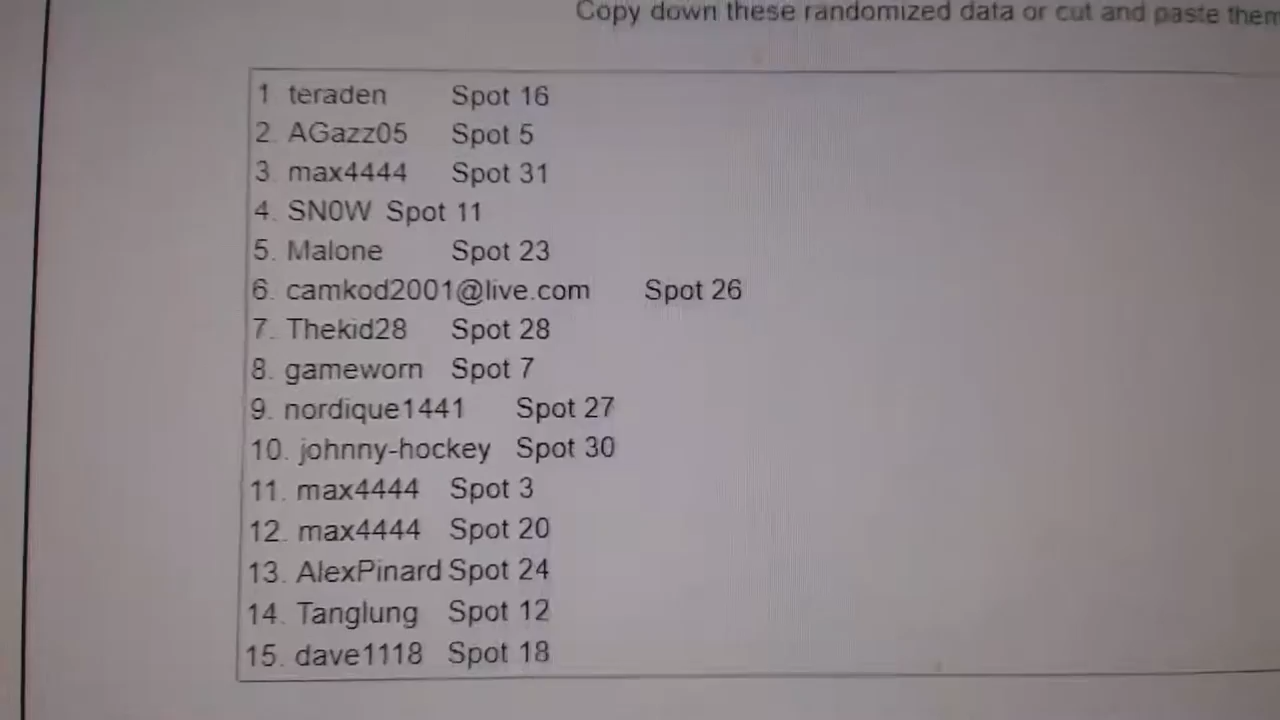 Copy down these randomized data or cut and paste them
1 teraden Spot 16
2. AGazz05 Spot 5
3. max4444 Spot 31
4. SN0W Spot 11
5. Malone Spot 23
6. camkod2001@live.com Spot 26
7. Thekid28 Spot 28
8. gameworn Spot 7
9. nordique1441 Spot 27
10. johnny-hockey Spot 30
11. max4444 Spot 3
12. max4444 Spot 20
13. AlexPinard Spot 24
14. Tanglung Spot 12
15. dave1118 Spot 18